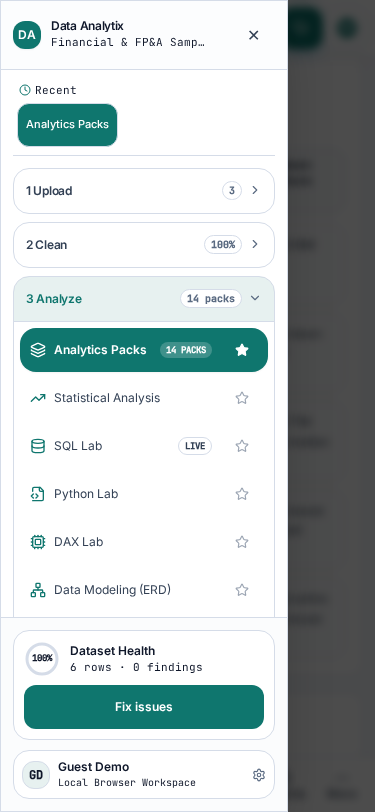 DA
Data Analytix
Financial & FP&A Samp…
Recent
Analytics Packs
1 Upload 3
2 Clean 100%
3 Analyze 14 packs
Analytics Packs 14 PACKS
Statistical Analysis
SQL Lab LIVE
Python Lab
DAX Lab
Data Modeling (ERD)
100%
Dataset Health
6 rows · 0 findings
Fix issues
GD
Guest Demo
Local Browser Workspace